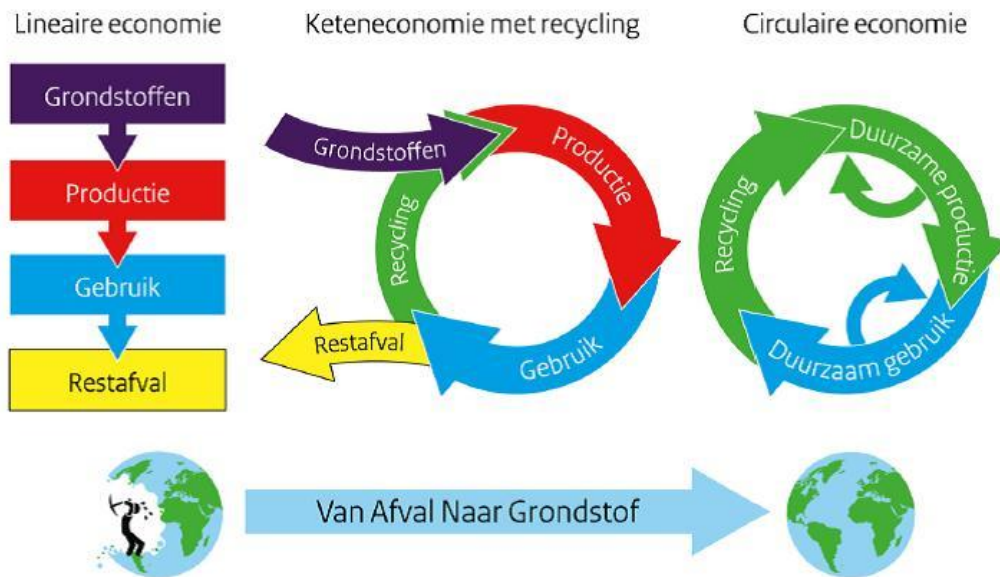 Lineaire economie
Grondstoffen
Productie
Gebruik
Restafval
Keteneconomie met recycling
Grondstoffen
Productie
Gebruik
Recycling
Restafval
Circulaire economie
Duurzame productie
Duurzaam gebruik
Recycling
Van Afval Naar Grondstof